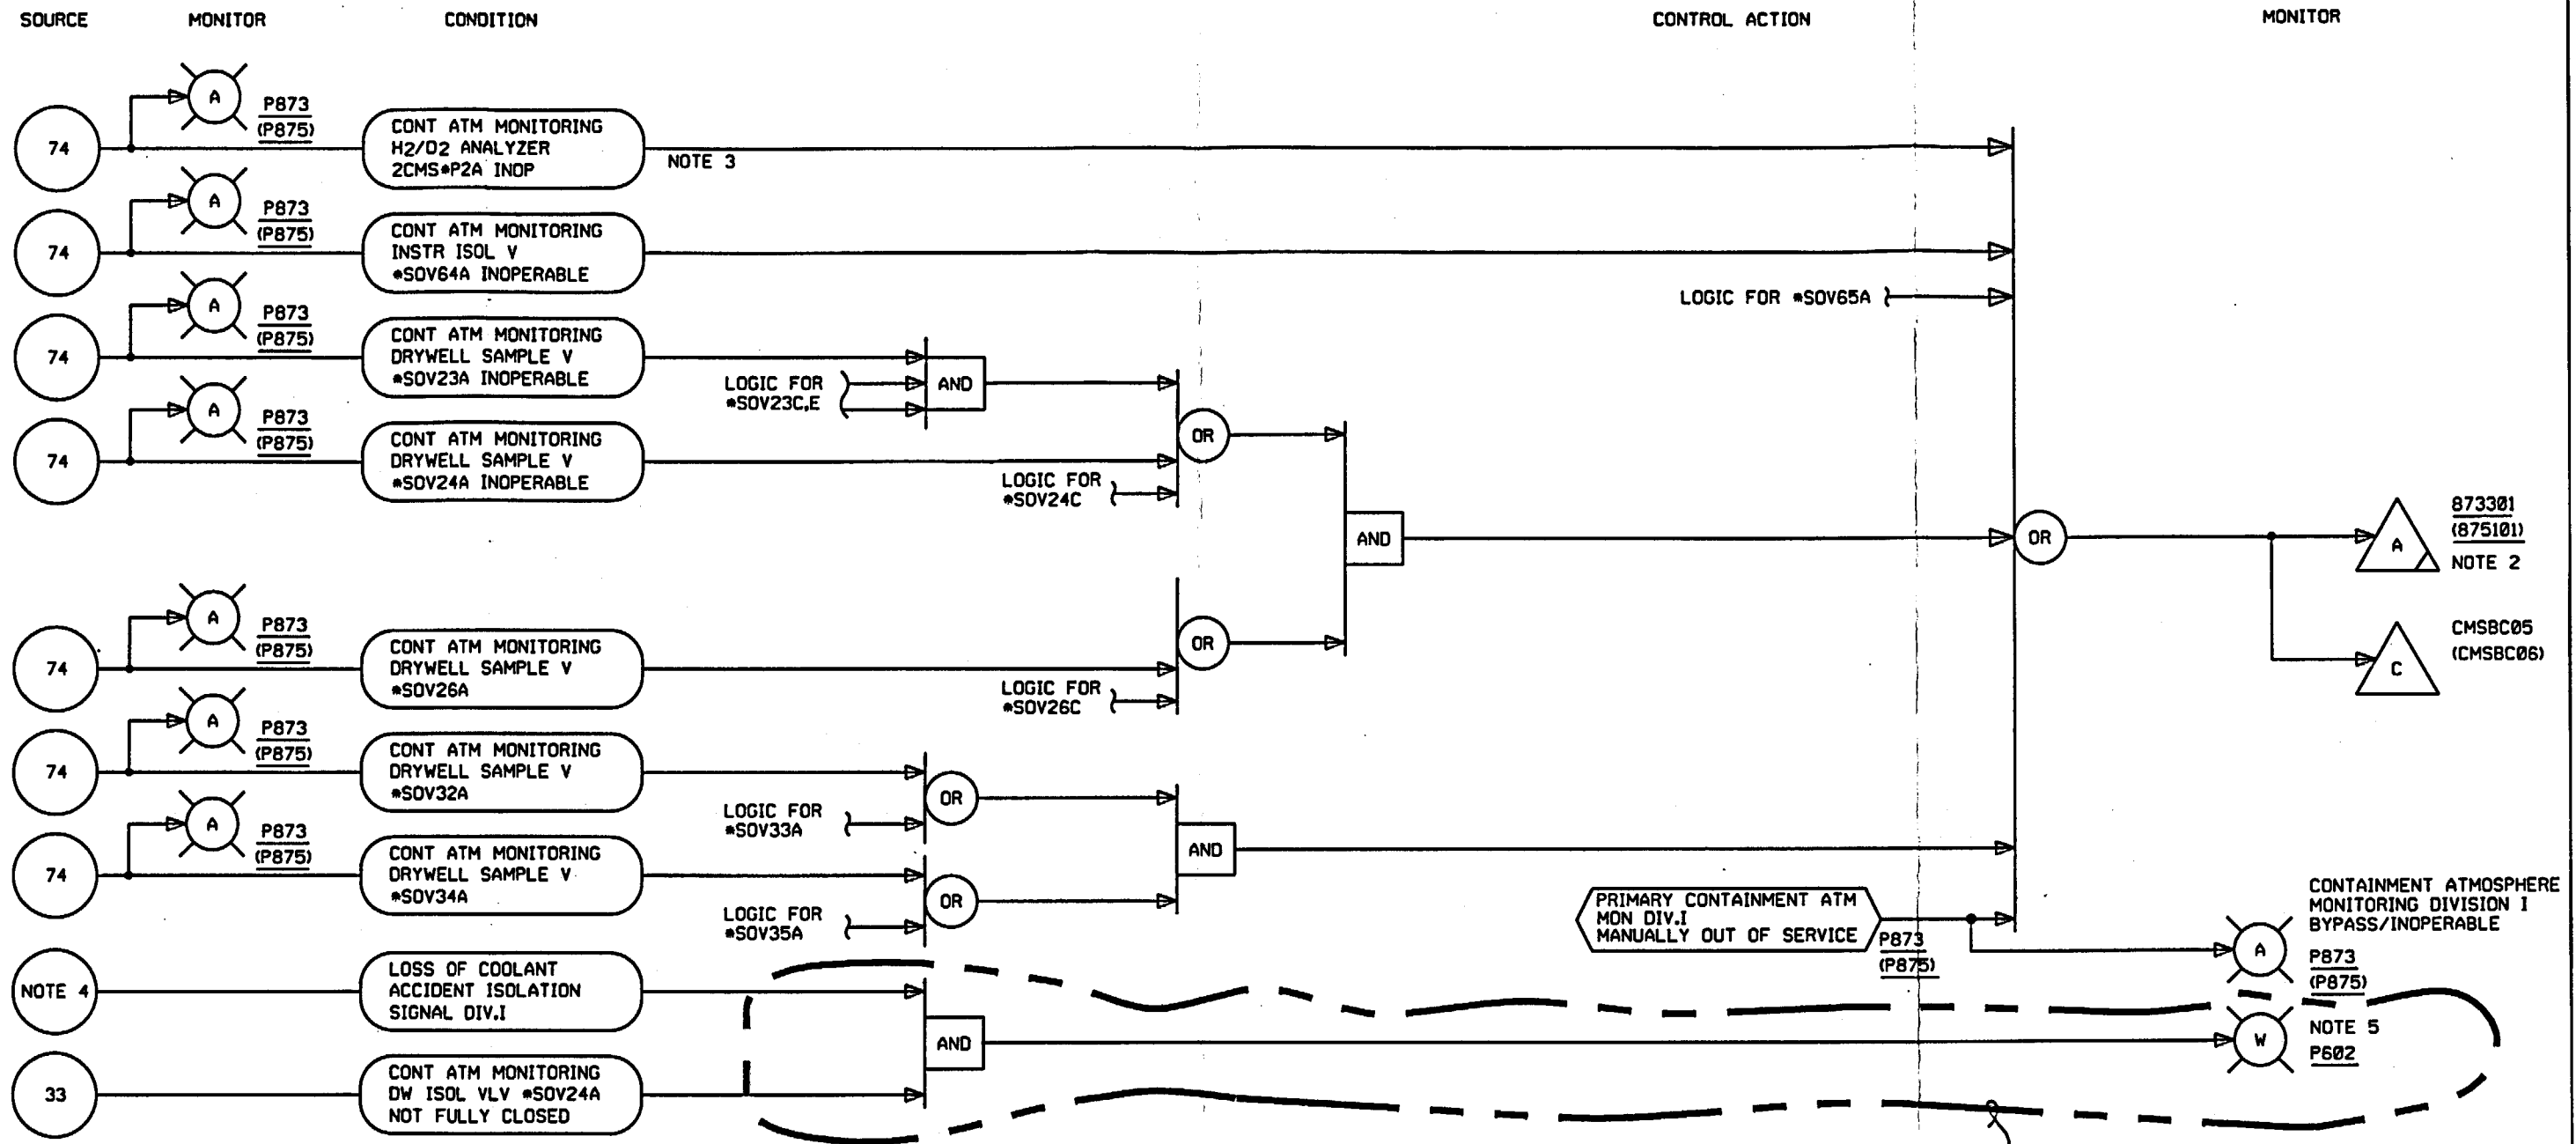 SOURCE MONITOR CONDITION CONTROL ACTION MONITOR
A
P873
(P875)
74
CONT ATM MONITORING
H2/O2 ANALYZER
2CMS*P2A INOP
NOTE 3
A
P873
(P875)
74
CONT ATM MONITORING
INSTR ISOL V
*SOV64A INOPERABLE
LOGIC FOR *SOV65A
A
P873
(P875)
74
CONT ATM MONITORING
DRYWELL SAMPLE V
*SOV23A INOPERABLE
LOGIC FOR
*SOV23C,E
AND
A
P873
(P875)
74
CONT ATM MONITORING
DRYWELL SAMPLE V
*SOV24A INOPERABLE
LOGIC FOR
*SOV24C
OR
AND
OR
A
873301
(875101)
NOTE 2
C
CMSBC05
(CMSBC06)
A
P873
(P875)
74
CONT ATM MONITORING
DRYWELL SAMPLE V
*SOV26A
LOGIC FOR
*SOV26C
OR
A
P873
(P875)
74
CONT ATM MONITORING
DRYWELL SAMPLE V
*SOV32A
LOGIC FOR
*SOV33A
OR
A
P873
(P875)
74
CONT ATM MONITORING
DRYWELL SAMPLE V
*SOV34A
LOGIC FOR
*SOV35A
OR
AND
PRIMARY CONTAINMENT ATM
MON DIV.I
MANUALLY OUT OF SERVICE
P873
(P875)
CONTAINMENT ATMOSPHERE
MONITORING DIVISION I
BYPASS/INOPERABLE
A
P873
(P875)
NOTE 4
LOSS OF COOLANT
ACCIDENT ISOLATION
SIGNAL DIV.I
AND
W
NOTE 5
P602
33
CONT ATM MONITORING
DW ISOL VLV *SOV24A
NOT FULLY CLOSED